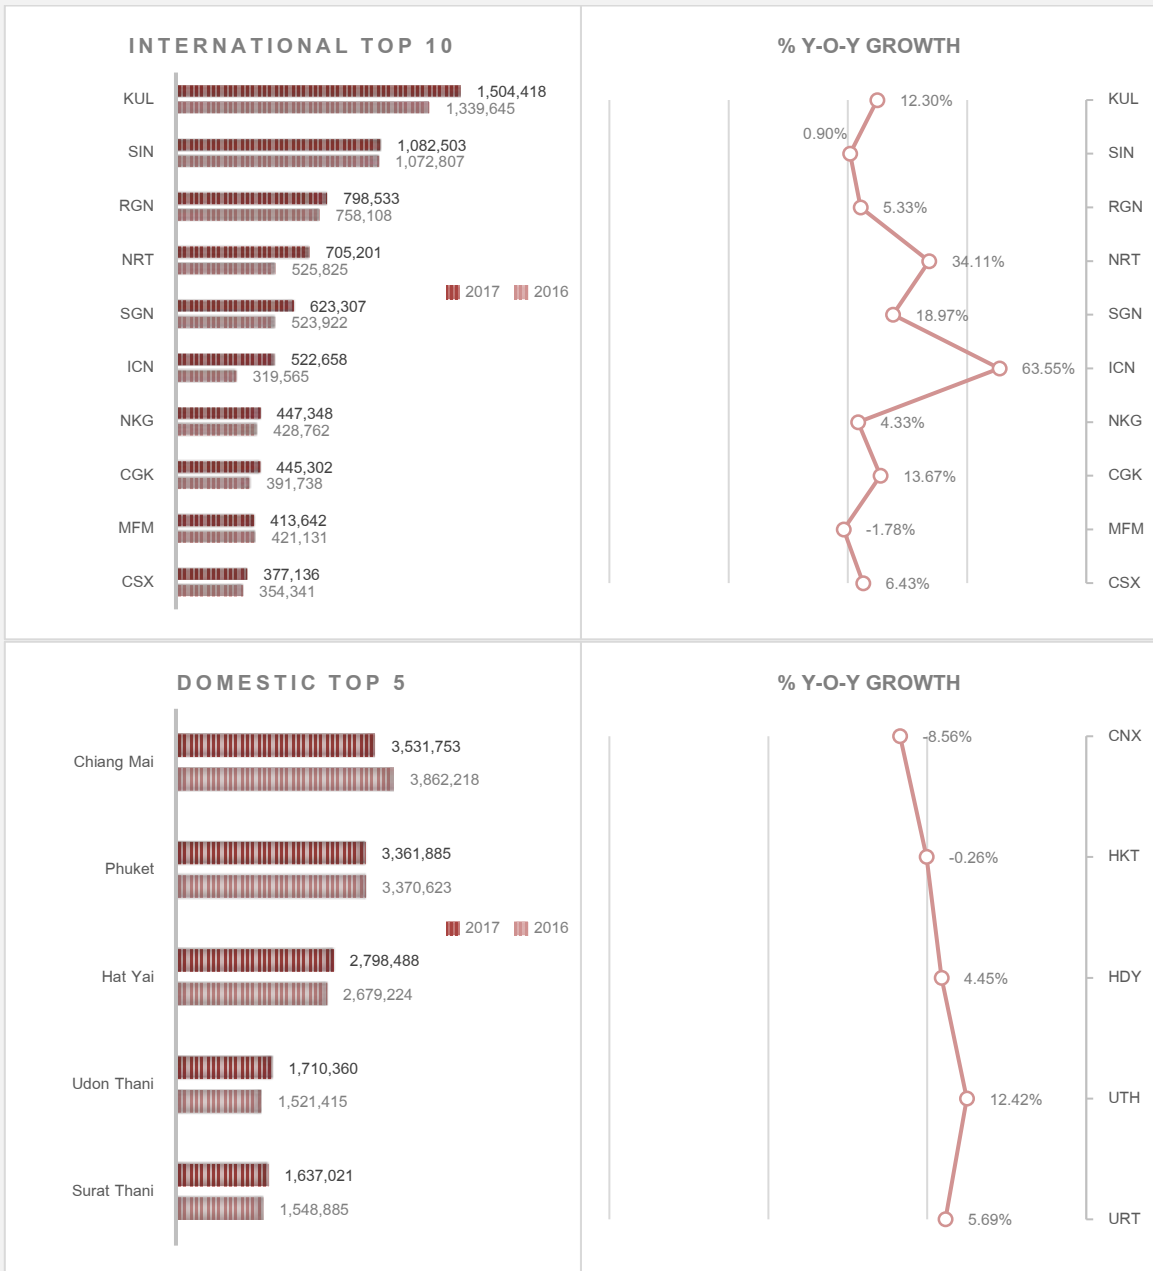 INTERNATIONAL TOP 10
KUL
1,504,418
1,339,645
SIN
1,082,503
1,072,807
RGN
798,533
758,108
NRT
705,201
525,825
2017 2016
SGN
623,307
523,922
ICN
522,658
319,565
NKG
447,348
428,762
CGK
445,302
391,738
MFM
413,642
421,131
CSX
377,136
354,341
% Y-O-Y GROWTH
12.30% KUL
0.90% SIN
5.33% RGN
34.11% NRT
18.97% SGN
63.55% ICN
4.33% NKG
13.67% CGK
-1.78% MFM
6.43% CSX
DOMESTIC TOP 5
Chiang Mai
3,531,753
3,862,218
Phuket
3,361,885
3,370,623
2017 2016
Hat Yai
2,798,488
2,679,224
Udon Thani
1,710,360
1,521,415
Surat Thani
1,637,021
1,548,885
% Y-O-Y GROWTH
-8.56% CNX
-0.26% HKT
4.45% HDY
12.42% UTH
5.69% URT